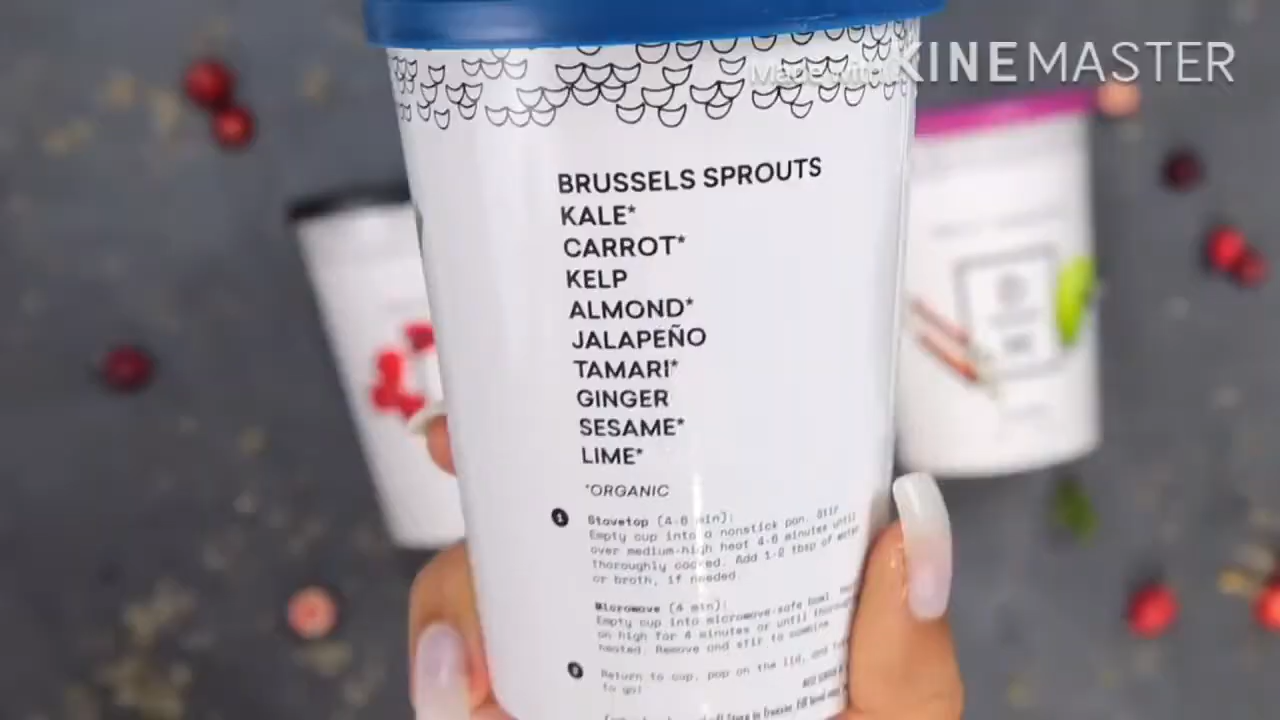 Made with KINEMASTER
BRUSSELS SPROUTS
KALE*
CARROT*
KELP
ALMOND*
JALAPEÑO
TAMARI*
GINGER
SESAME*
LIME*
*ORGANIC
1 Stovetop (4-6 min):
Empty cup into a nonstick pan. Stir
over medium-high heat 4-6 minutes until
thoroughly cooked. Add 1-2 tbsp of water
or broth, if needed.
Microwave (4 min):
Empty cup into microwave-safe bowl.
on high for 4 minutes or until
heated. Remove and stir to combine
2 Return to cup, pop on the lid, and
to go!